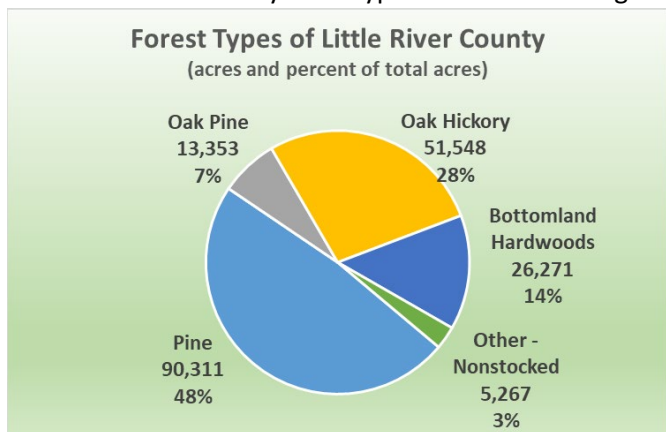 Forest Types of Little River County
(acres and percent of total acres)
Oak Pine
13,353
7%
Oak Hickory
51,548
28%
Bottomland
Hardwoods
26,271
14%
Other -
Nonstocked
5,267
3%
Pine
90,311
48%